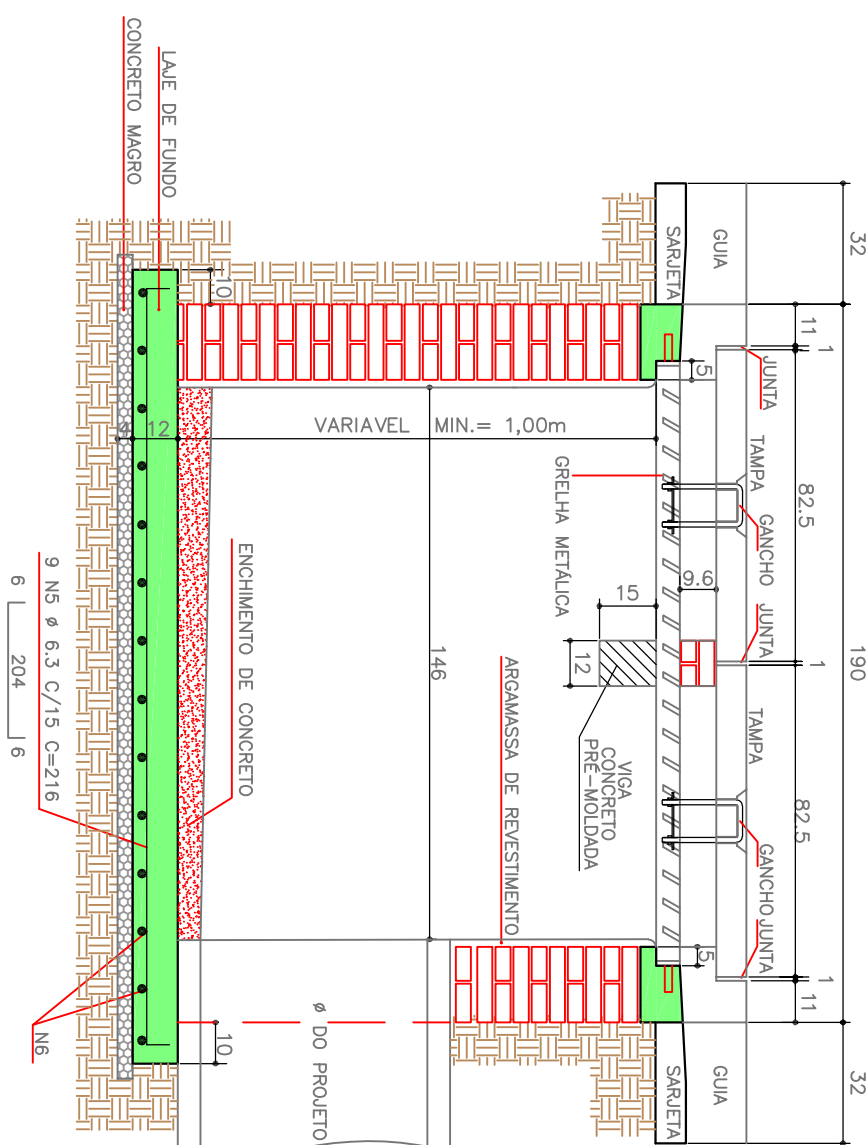 32
190
32
11
1
82.5
1
82.5
1
11
GUIA
JUNTA
TAMPA
GANCHO
JUNTA
TAMPA
GANCHO
JUNTA
GUIA
SARJETA
5
9.6
5
SARJETA
GRELHA METÁLICA
15
12
VIGA
CONCRETO
PRÉ-MOLDADA
VARIAVEL MIN.= 1,00m
146
ARGAMASSA DE REVESTIMENTO
Ø DO PROJETO
ENCHIMENTO DE CONCRETO
10
10
12
4
LAJE DE FUNDO
CONCRETO MAGRO
N6
9 N5 ø 6.3 C/15 C=216
6 204 6